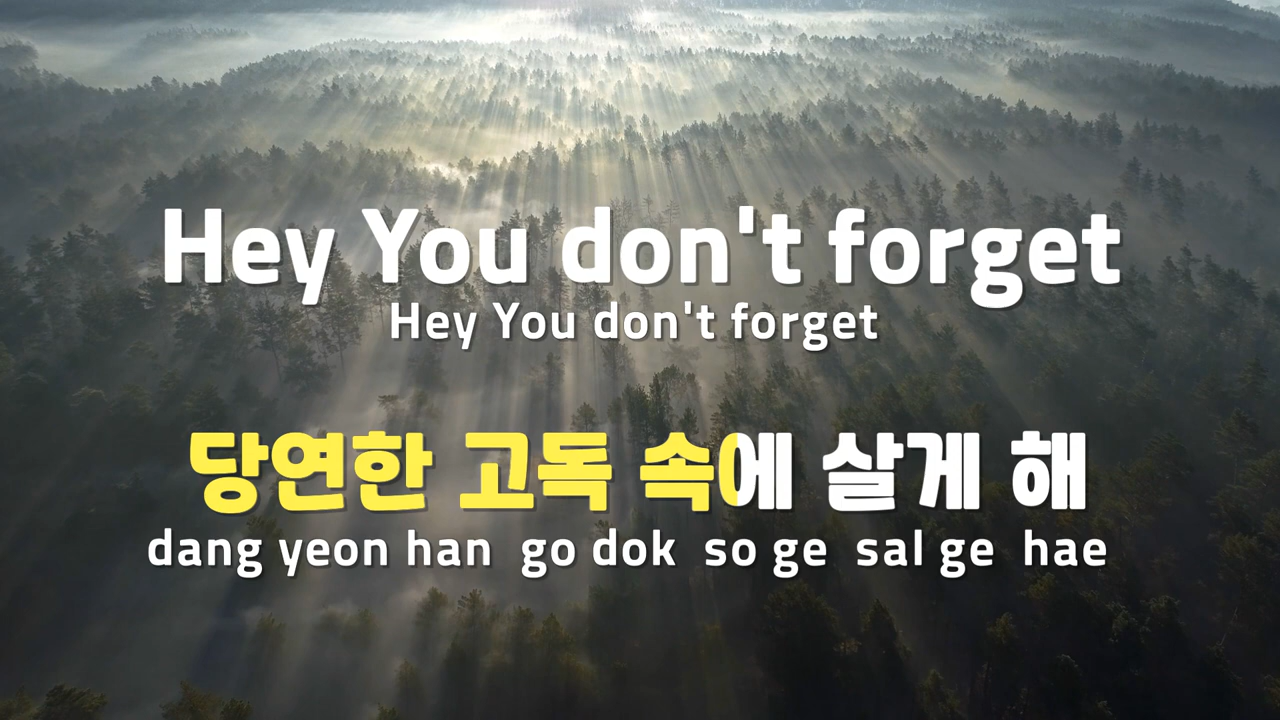 Hey You don't forget
Hey You don't forget
당연한 고독 속에 살게 해
dang yeon han go dok so ge sal ge hae